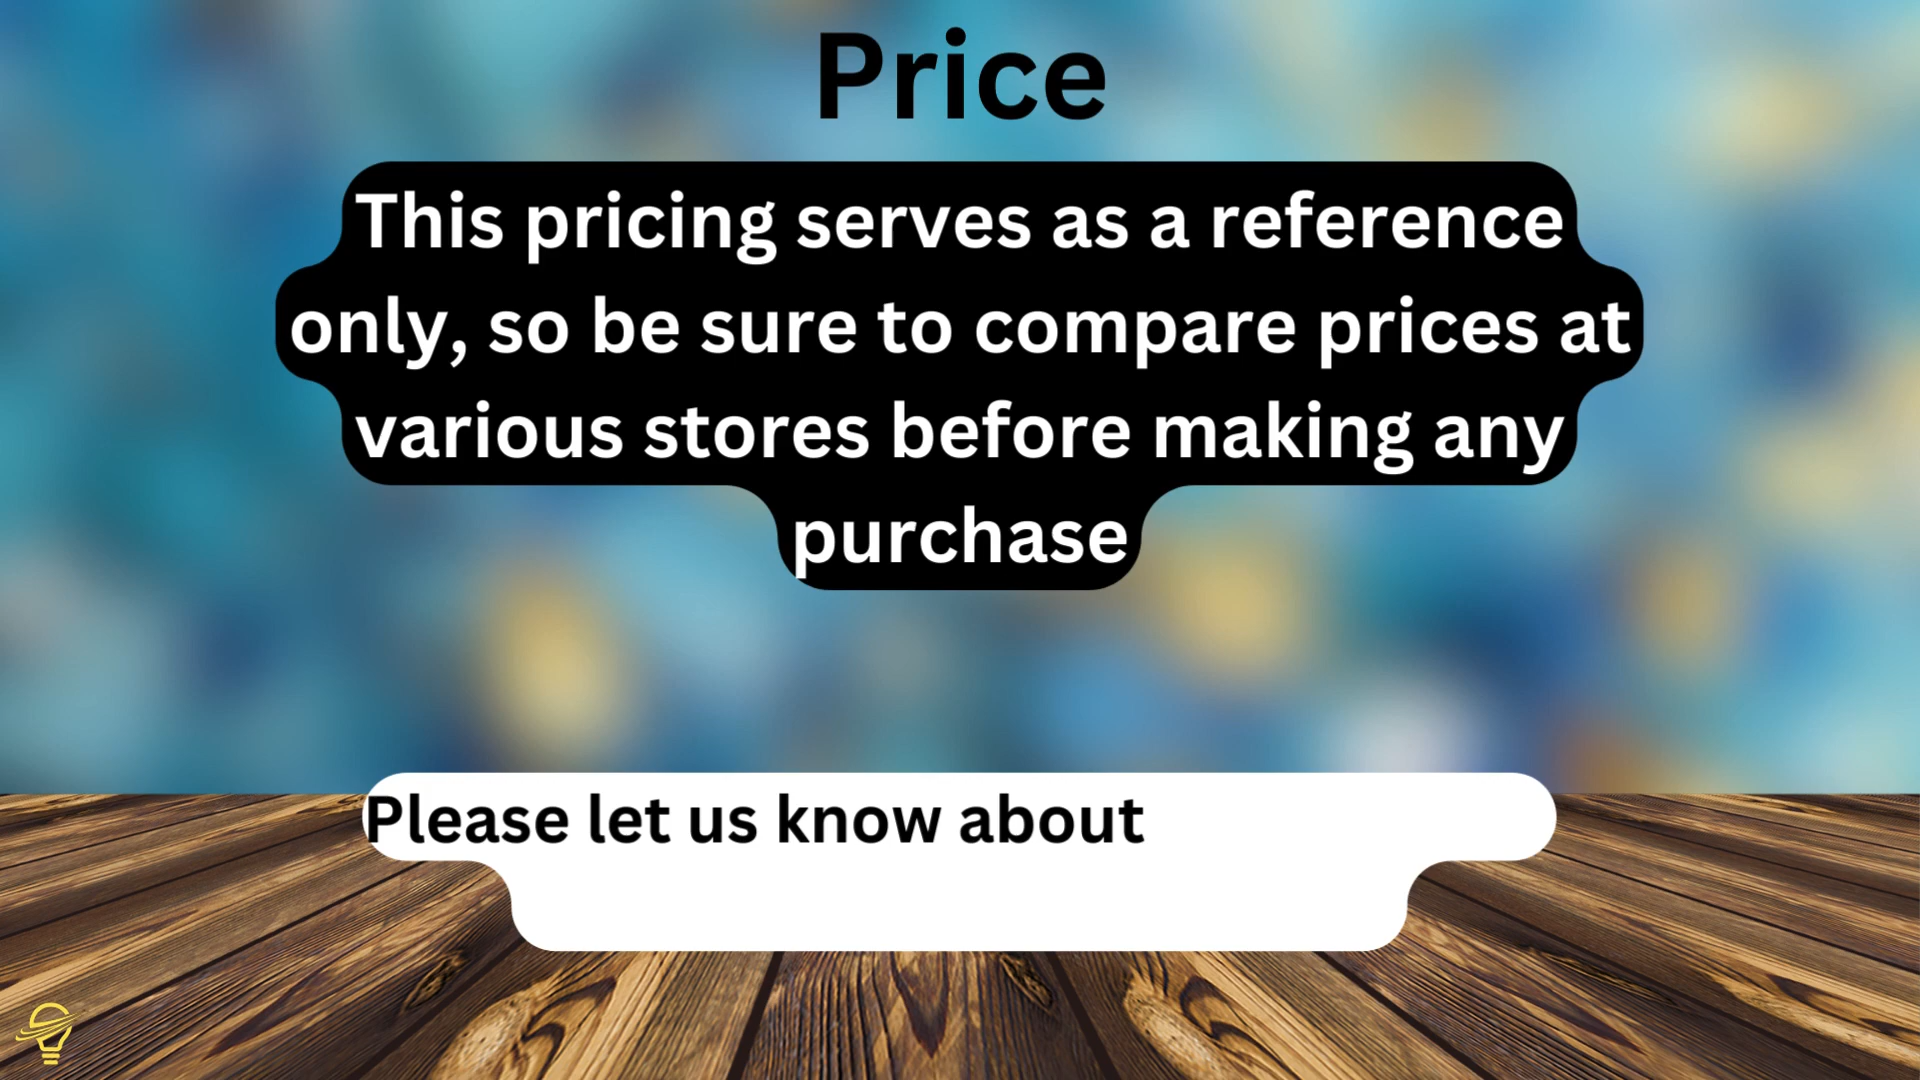 Price
This pricing serves as a reference
only, so be sure to compare prices at
various stores before making any
purchase
Please let us know about